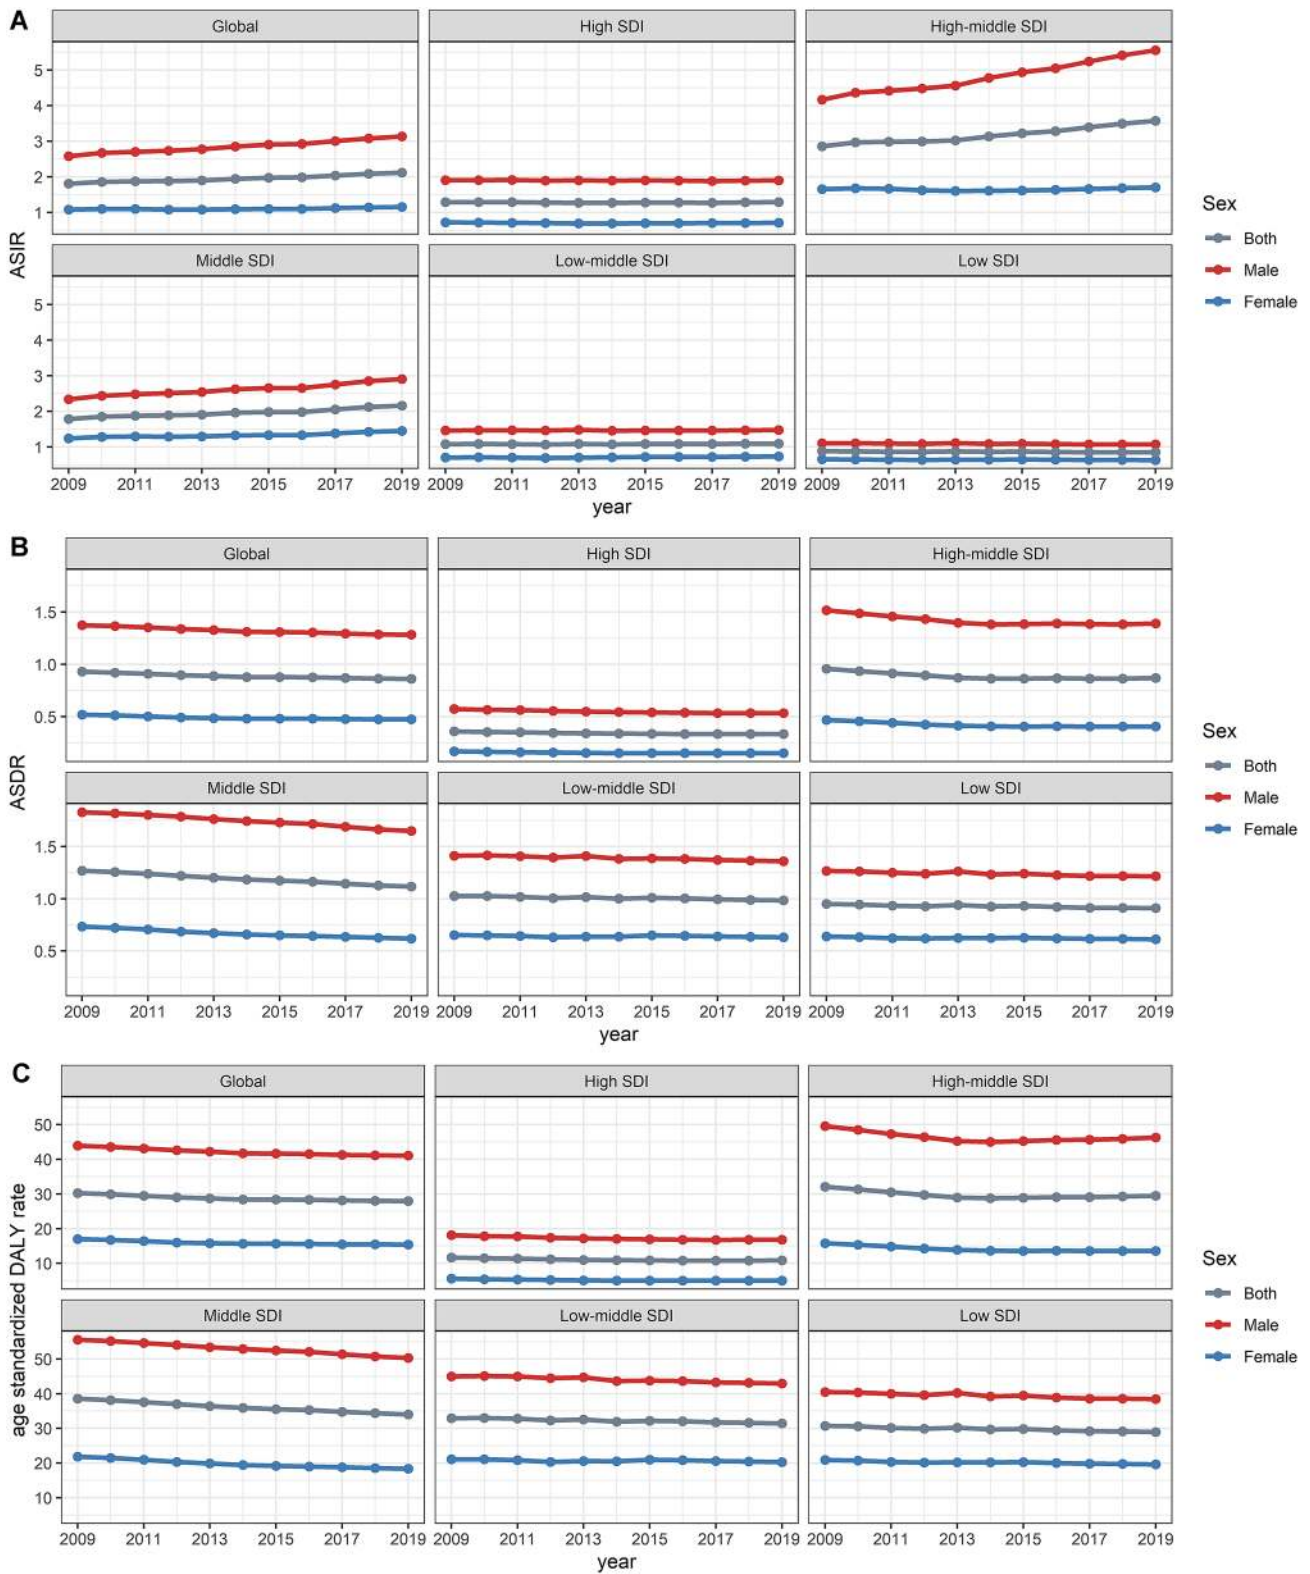 A
Global
High SDI
High-middle SDI
5
4
3
2
1
Middle SDI
Low-middle SDI
Low SDI
5
4
3
2
1
ASIR
2009 2011 2013 2015 2017 2019
2009 2011 2013 2015 2017 2019
2009 2011 2013 2015 2017 2019
year
Sex
Both
Male
Female
B
Global
High SDI
High-middle SDI
1.5
1.0
0.5
Middle SDI
Low-middle SDI
Low SDI
1.5
1.0
0.5
ASDR
2009 2011 2013 2015 2017 2019
2009 2011 2013 2015 2017 2019
2009 2011 2013 2015 2017 2019
year
Sex
Both
Male
Female
C
Global
High SDI
High-middle SDI
50
40
30
20
10
Middle SDI
Low-middle SDI
Low SDI
50
40
30
20
10
age standardized DALY rate
2009 2011 2013 2015 2017 2019
2009 2011 2013 2015 2017 2019
2009 2011 2013 2015 2017 2019
year
Sex
Both
Male
Female